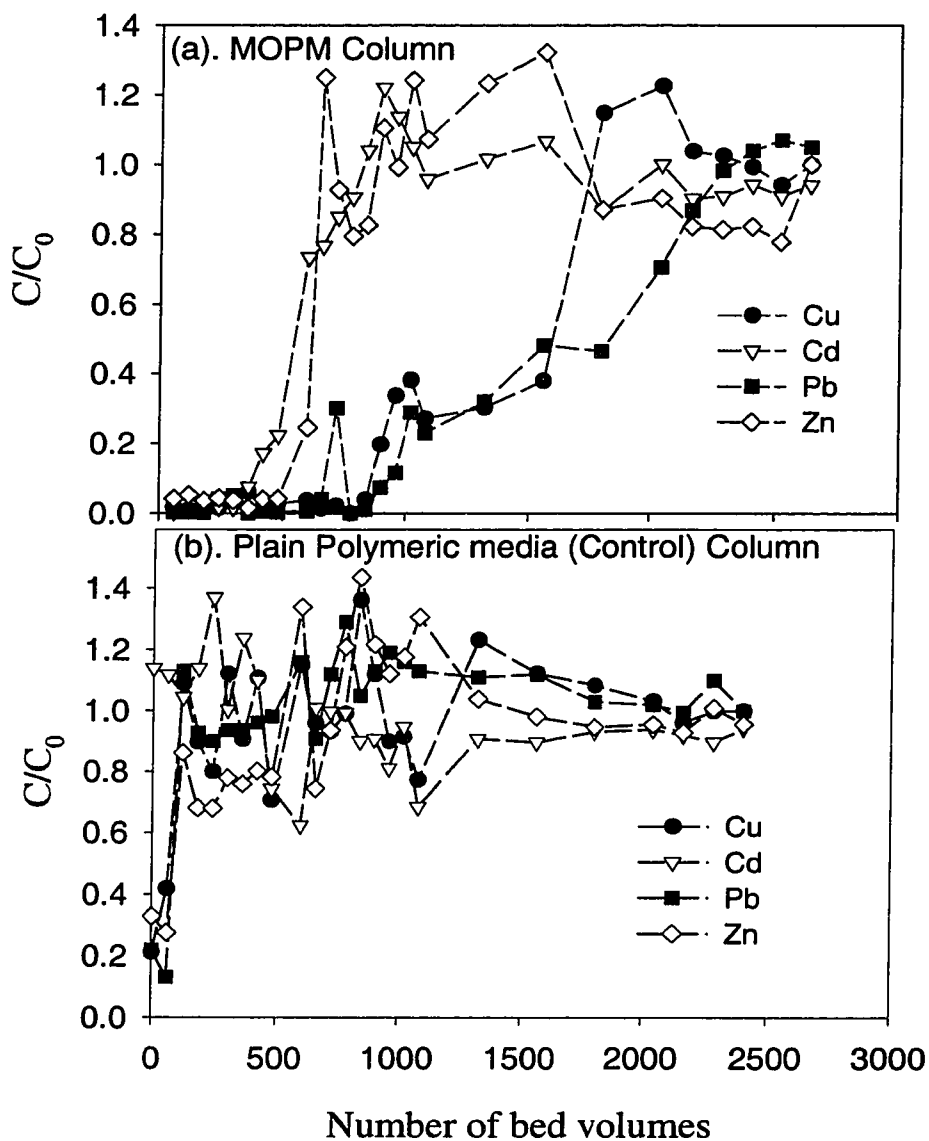 (a). MOPM Column
1.4
1.2
1.0
0.8
0.6
0.4
0.2
0.0
C/C0
Cu
Cd
Pb
Zn
(b). Plain Polymeric media (Control) Column
1.4
1.2
1.0
0.8
0.6
0.4
0.2
0.0
C/C0
Cu
Cd
Pb
Zn
0 500 1000 1500 2000 2500 3000
Number of bed volumes